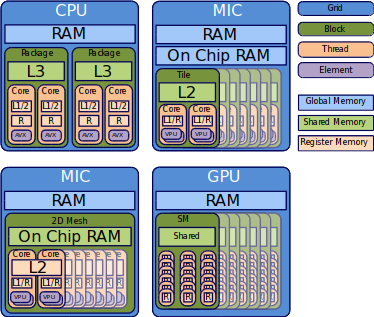 CPU
RAM
Package
Package
L3
L3
Core
Core
Core
Core
L1/2
L1/2
L1/2
L1/2
R
R
R
R
AVX
AVX
AVX
AVX
MIC
RAM
On Chip RAM
Tile
L2
Core
Core
L1/R
L1/R
VPU
VPU
Grid
Block
Thread
Element
Global Memory
Shared Memory
Register Memory
MIC
RAM
2D Mesh
On Chip RAM
Core
Core
L2
L1/R
L1/R
VPU
VPU
GPU
RAM
SM
Shared
R
R
R